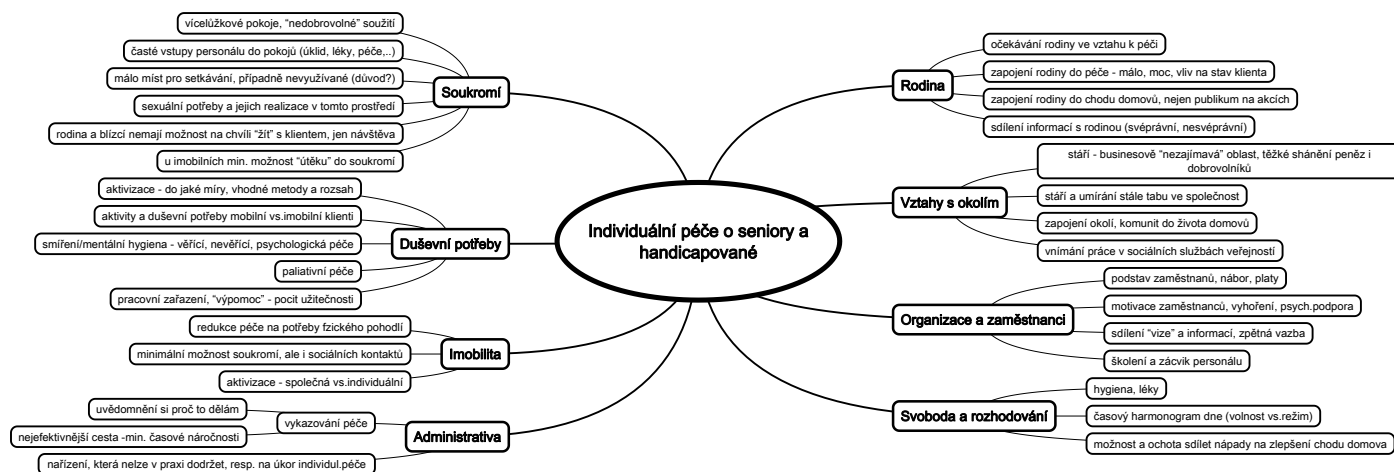 Individuální péče o seniory a
handicapované
Soukromí
vícelůžkové pokoje, “nedobrovolné” soužití
časté vstupy personálu do pokojů (úklid, léky, péče,..)
málo míst pro setkávání, případně nevyužívané (důvod?)
sexuální potřeby a jejich realizace v tomto prostředí
rodina a blízcí nemají možnost na chvíli “žít” s klientem, jen návštěva
u imobilních min. možnost “útěku” do soukromí
Duševní potřeby
aktivizace - do jaké míry, vhodné metody a rozsah
aktivity a duševní potřeby mobilní vs.imobilní klienti
smíření/mentální hygiena - věřící, nevěřící, psychologická péče
paliativní péče
pracovní zařazení, “výpomoc” - pocit užitečnosti
Imobilita
redukce péče na potřeby fzického pohodlí
minimální možnost soukromí, ale i sociálních kontaktů
aktivizace - společná vs.individuální
Administrativa
vykazování péče
uvědomnění si proč to dělám
nejefektivnější cesta -min. časové náročnosti
nařízení, která nelze v praxi dodržet, resp. na úkor individul.péče
Rodina
očekávání rodiny ve vztahu k péči
zapojení rodiny do péče - málo, moc, vliv na stav klienta
zapojení rodiny do chodu domovů, nejen publikum na akcích
sdílení informací s rodinou (svéprávní, nesvéprávní)
Vztahy s okolím
stáří - businesově “nezajímavá” oblast, těžké shánění peněz i
dobrovolníků
stáří a umírání stále tabu ve společnost
zapojení okolí, komunit do života domovů
vnímání práce v sociálních službách veřejností
Organizace a zaměstnanci
podstav zaměstnanů, nábor, platy
motivace zaměstnanců, vyhoření, psych.podpora
sdílení “vize” a informací, zpětná vazba
školení a zácvik personálu
Svoboda a rozhodování
hygiena, léky
časový harmonogram dne (volnost vs.režim)
možnost a ochota sdílet nápady na zlepšení chodu domova